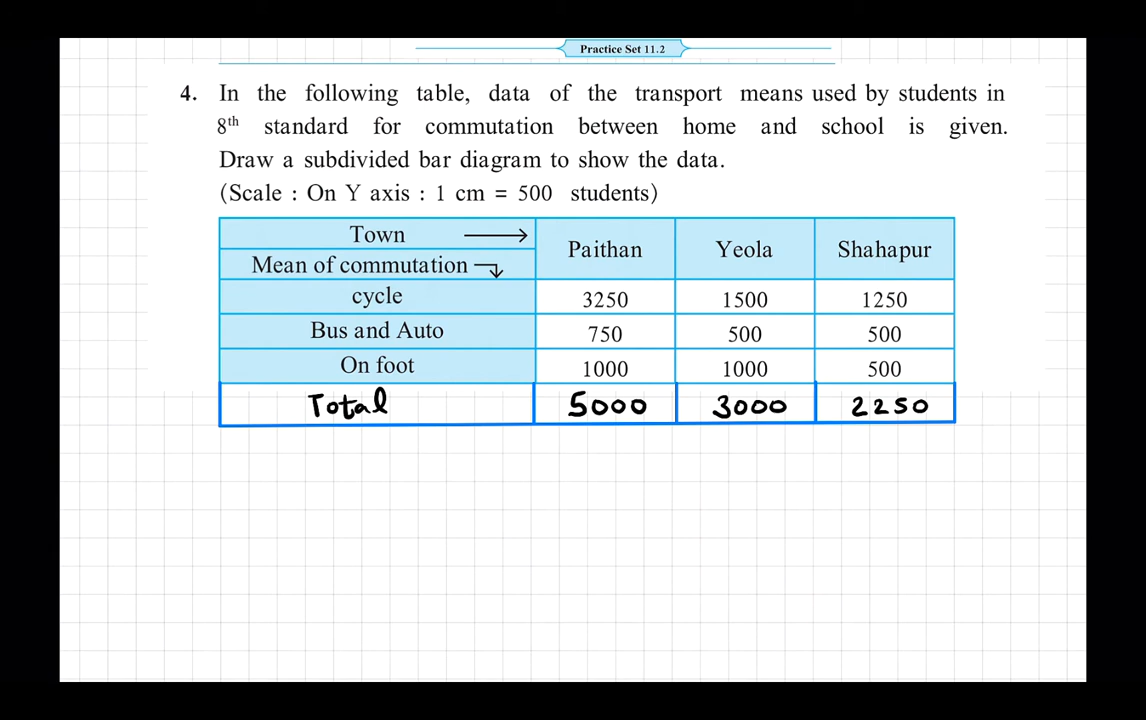 Practice Set 11.2
4. In the following table, data of the transport means used by students in
8th standard for commutation between home and school is given.
Draw a subdivided bar diagram to show the data.
(Scale : On Y axis : 1 cm = 500 students)
Town Paithan Yeola Shahapur
Mean of commutation
cycle 3250 1500 1250
Bus and Auto 750 500 500
On foot 1000 1000 500
Total 5000 3000 2250